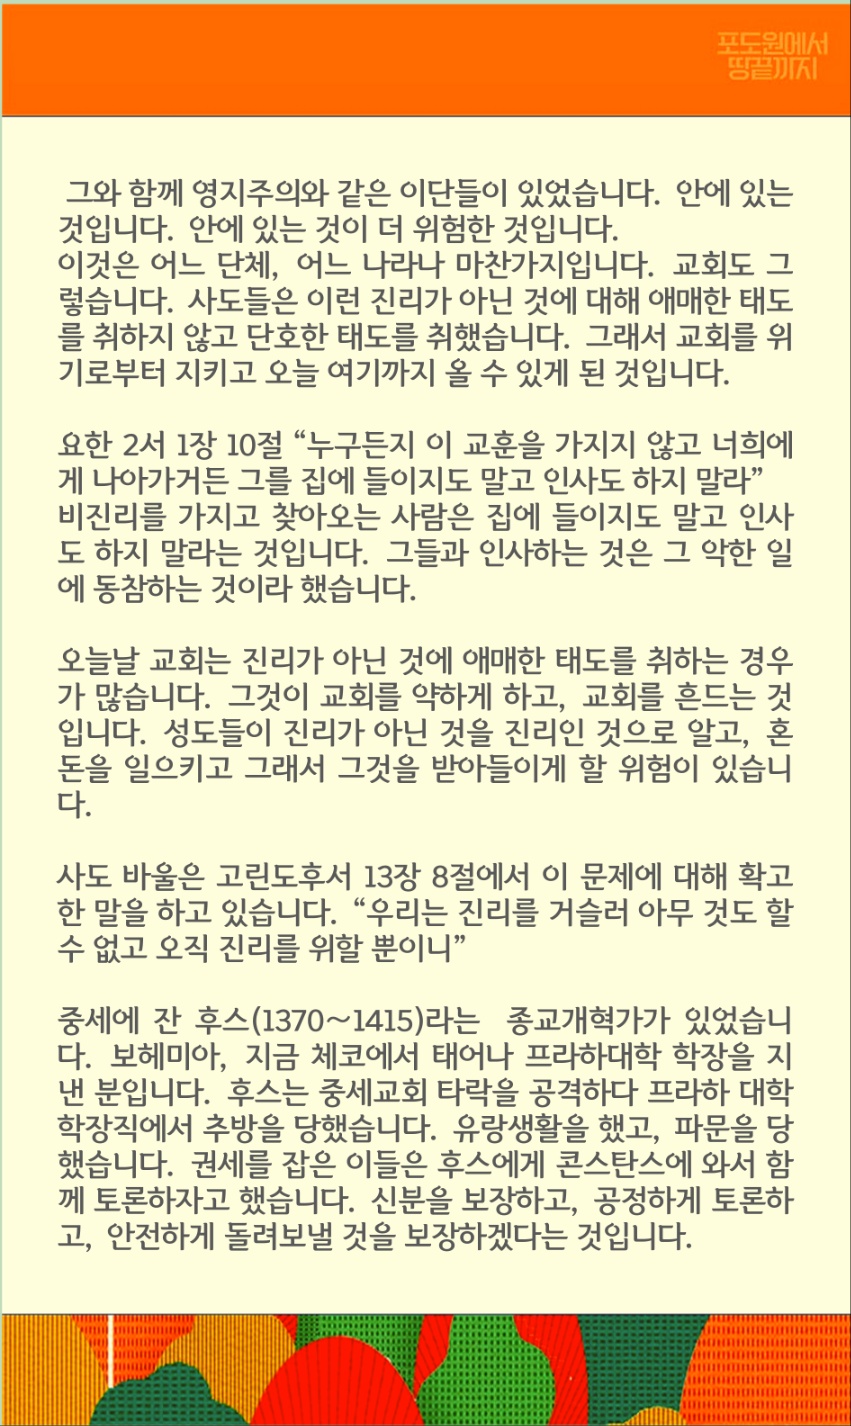 포도원에서
땅끝까지
그와 함께 영지주의와 같은 이단들이 있었습니다. 안에 있는
것입니다. 안에 있는 것이 더 위험한 것입니다.
이것은 어느 단체, 어느 나라나 마찬가지입니다. 교회도 그
렇습니다. 사도들은 이런 진리가 아닌 것에 대해 애매한 태도
를 취하지 않고 단호한 태도를 취했습니다. 그래서 교회를 위
기로부터 지키고 오늘 여기까지 올 수 있게 된 것입니다.
요한 2서 1장 10절 “누구든지 이 교훈을 가지지 않고 너희에
게 나아가거든 그를 집에 들이지도 말고 인사도 하지 말라”
비진리를 가지고 찾아오는 사람은 집에 들이지도 말고 인사
도 하지 말라는 것입니다. 그들과 인사하는 것은 그 악한 일
에 동참하는 것이라 했습니다.
오늘날 교회는 진리가 아닌 것에 애매한 태도를 취하는 경우
가 많습니다. 그것이 교회를 약하게 하고, 교회를 흔드는 것
입니다. 성도들이 진리가 아닌 것을 진리인 것으로 알고, 혼
돈을 일으키고 그래서 그것을 받아들이게 할 위험이 있습니
다.
사도 바울은 고린도후서 13장 8절에서 이 문제에 대해 확고
한 말을 하고 있습니다. “우리는 진리를 거슬러 아무 것도 할
수 없고 오직 진리를 위할 뿐이니”
중세에 잔 후스(1370~1415)라는 종교개혁가가 있었습니
다. 보헤미아, 지금 체코에서 태어나 프라하대학 학장을 지
낸 분입니다. 후스는 중세교회 타락을 공격하다 프라하 대학
학장직에서 추방을 당했습니다. 유랑생활을 했고, 파문을 당
했습니다. 권세를 잡은 이들은 후스에게 콘스탄스에 와서 함
께 토론하자고 했습니다. 신분을 보장하고, 공정하게 토론하
고, 안전하게 돌려보낼 것을 보장하겠다는 것입니다.